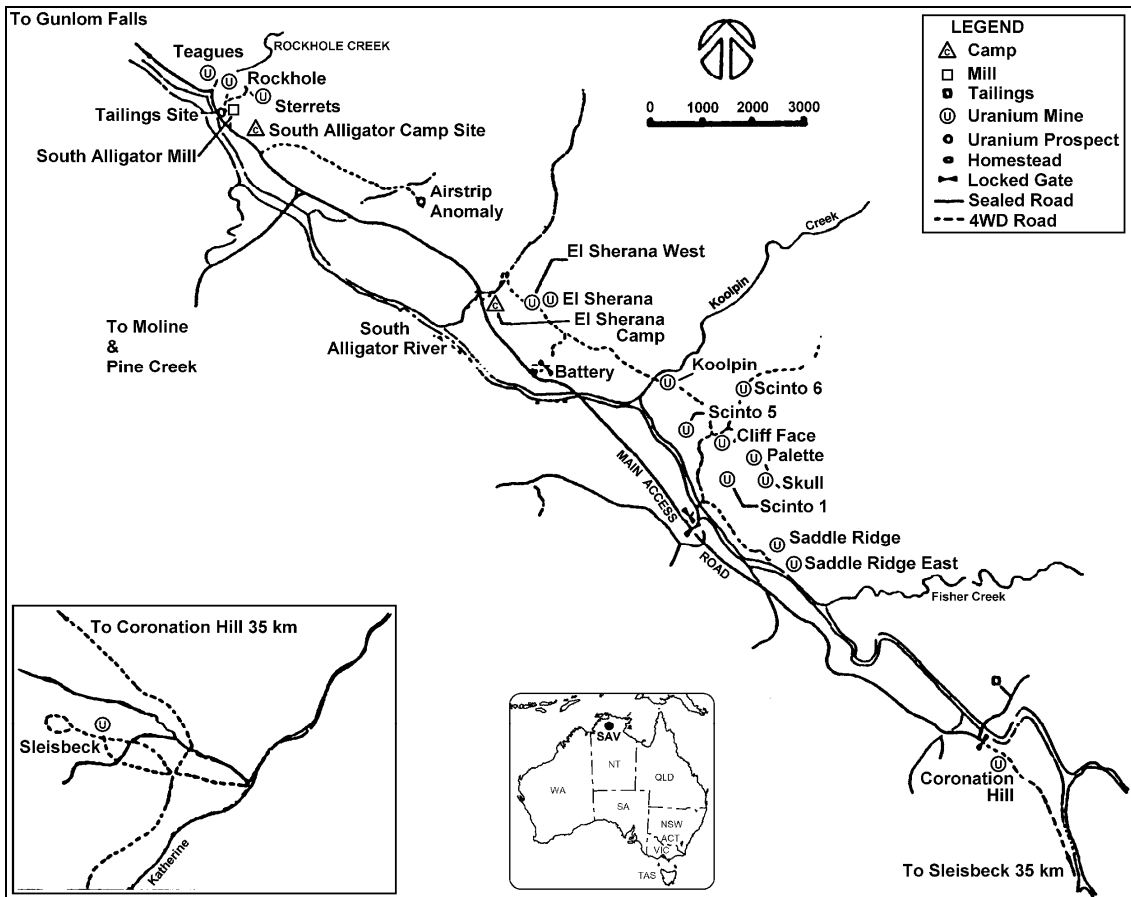 To Gunlom Falls
Teagues
ROCKHOLE CREEK
Rockhole
Sterrets
Tailings Site
South Alligator Camp Site
South Alligator Mill
Airstrip
Anomaly
0 1000 2000 3000
LEGEND
C Camp
Mill
Tailings
U Uranium Mine
Uranium Prospect
Homestead
Locked Gate
Sealed Road
4WD Road
To Moline
&
Pine Creek
South
Alligator River
El Sherana West
El Sherana
El Sherana
Camp
Battery
Koolpin
Creek
Koolpin
Scinto 6
Scinto 5
Cliff Face
Palette
Skull
Scinto 1
MAIN ACCESS
ROAD
Saddle Ridge
Saddle Ridge East
Fisher Creek
Coronation
Hill
To Sleisbeck 35 km
To Coronation Hill 35 km
Sleisbeck
Katherine
SAV
NT
WA
QLD
SA
NSW
ACT
VIC
TAS